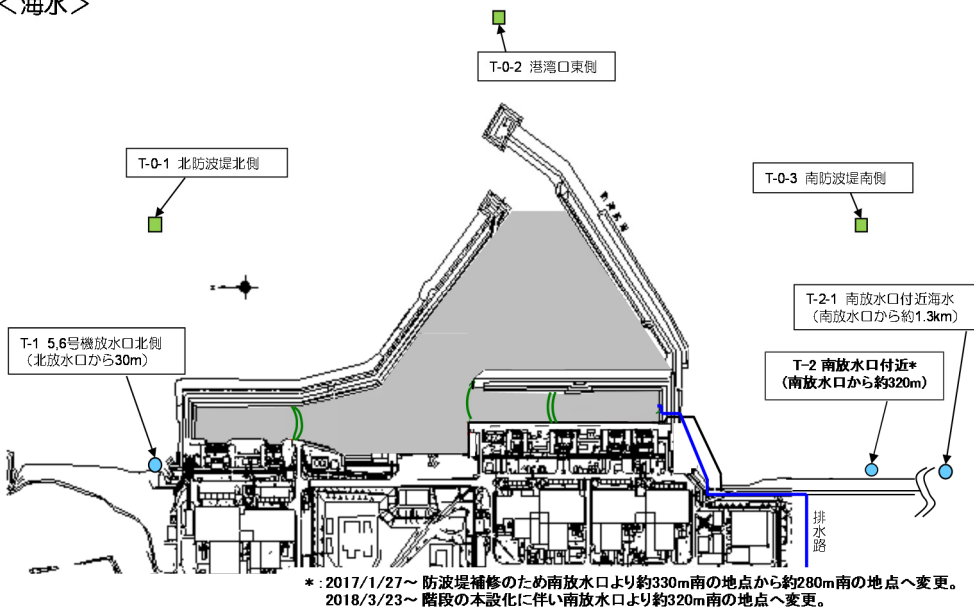 ＜海水＞
T-0-2 港湾口東側
T-0-1 北防波堤北側
T-0-3 南防波堤南側
T-2-1 南放水口付近海水
（南放水口から約1.3km）
T-1 5,6号機放水口北側
（北放水口から30m）
T-2 南放水口付近*
（南放水口から約320m）
排水路
*：2017/1/27～ 防波堤補修のため南放水口より約330m南の地点から約280m南の地点へ変更。
2018/3/23～ 階段の本設化に伴い南放水口より約320m南の地点へ変更。